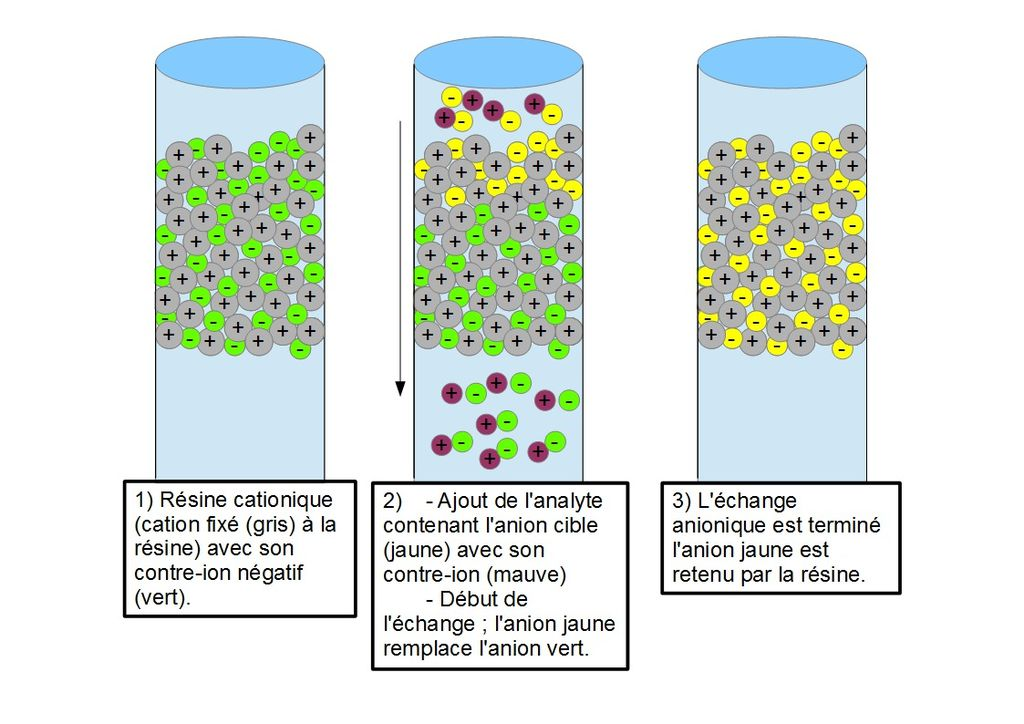 1) Résine cationique
(cation fixé (gris) à la
résine) avec son
contre-ion négatif
(vert).
2) - Ajout de l'analyte
contenant l'anion cible
(jaune) avec son
contre-ion (mauve)
- Début de
l'échange ; l'anion jaune
remplace l'anion vert.
3) L'échange
anionique est terminé
l'anion jaune est
retenu par la résine.